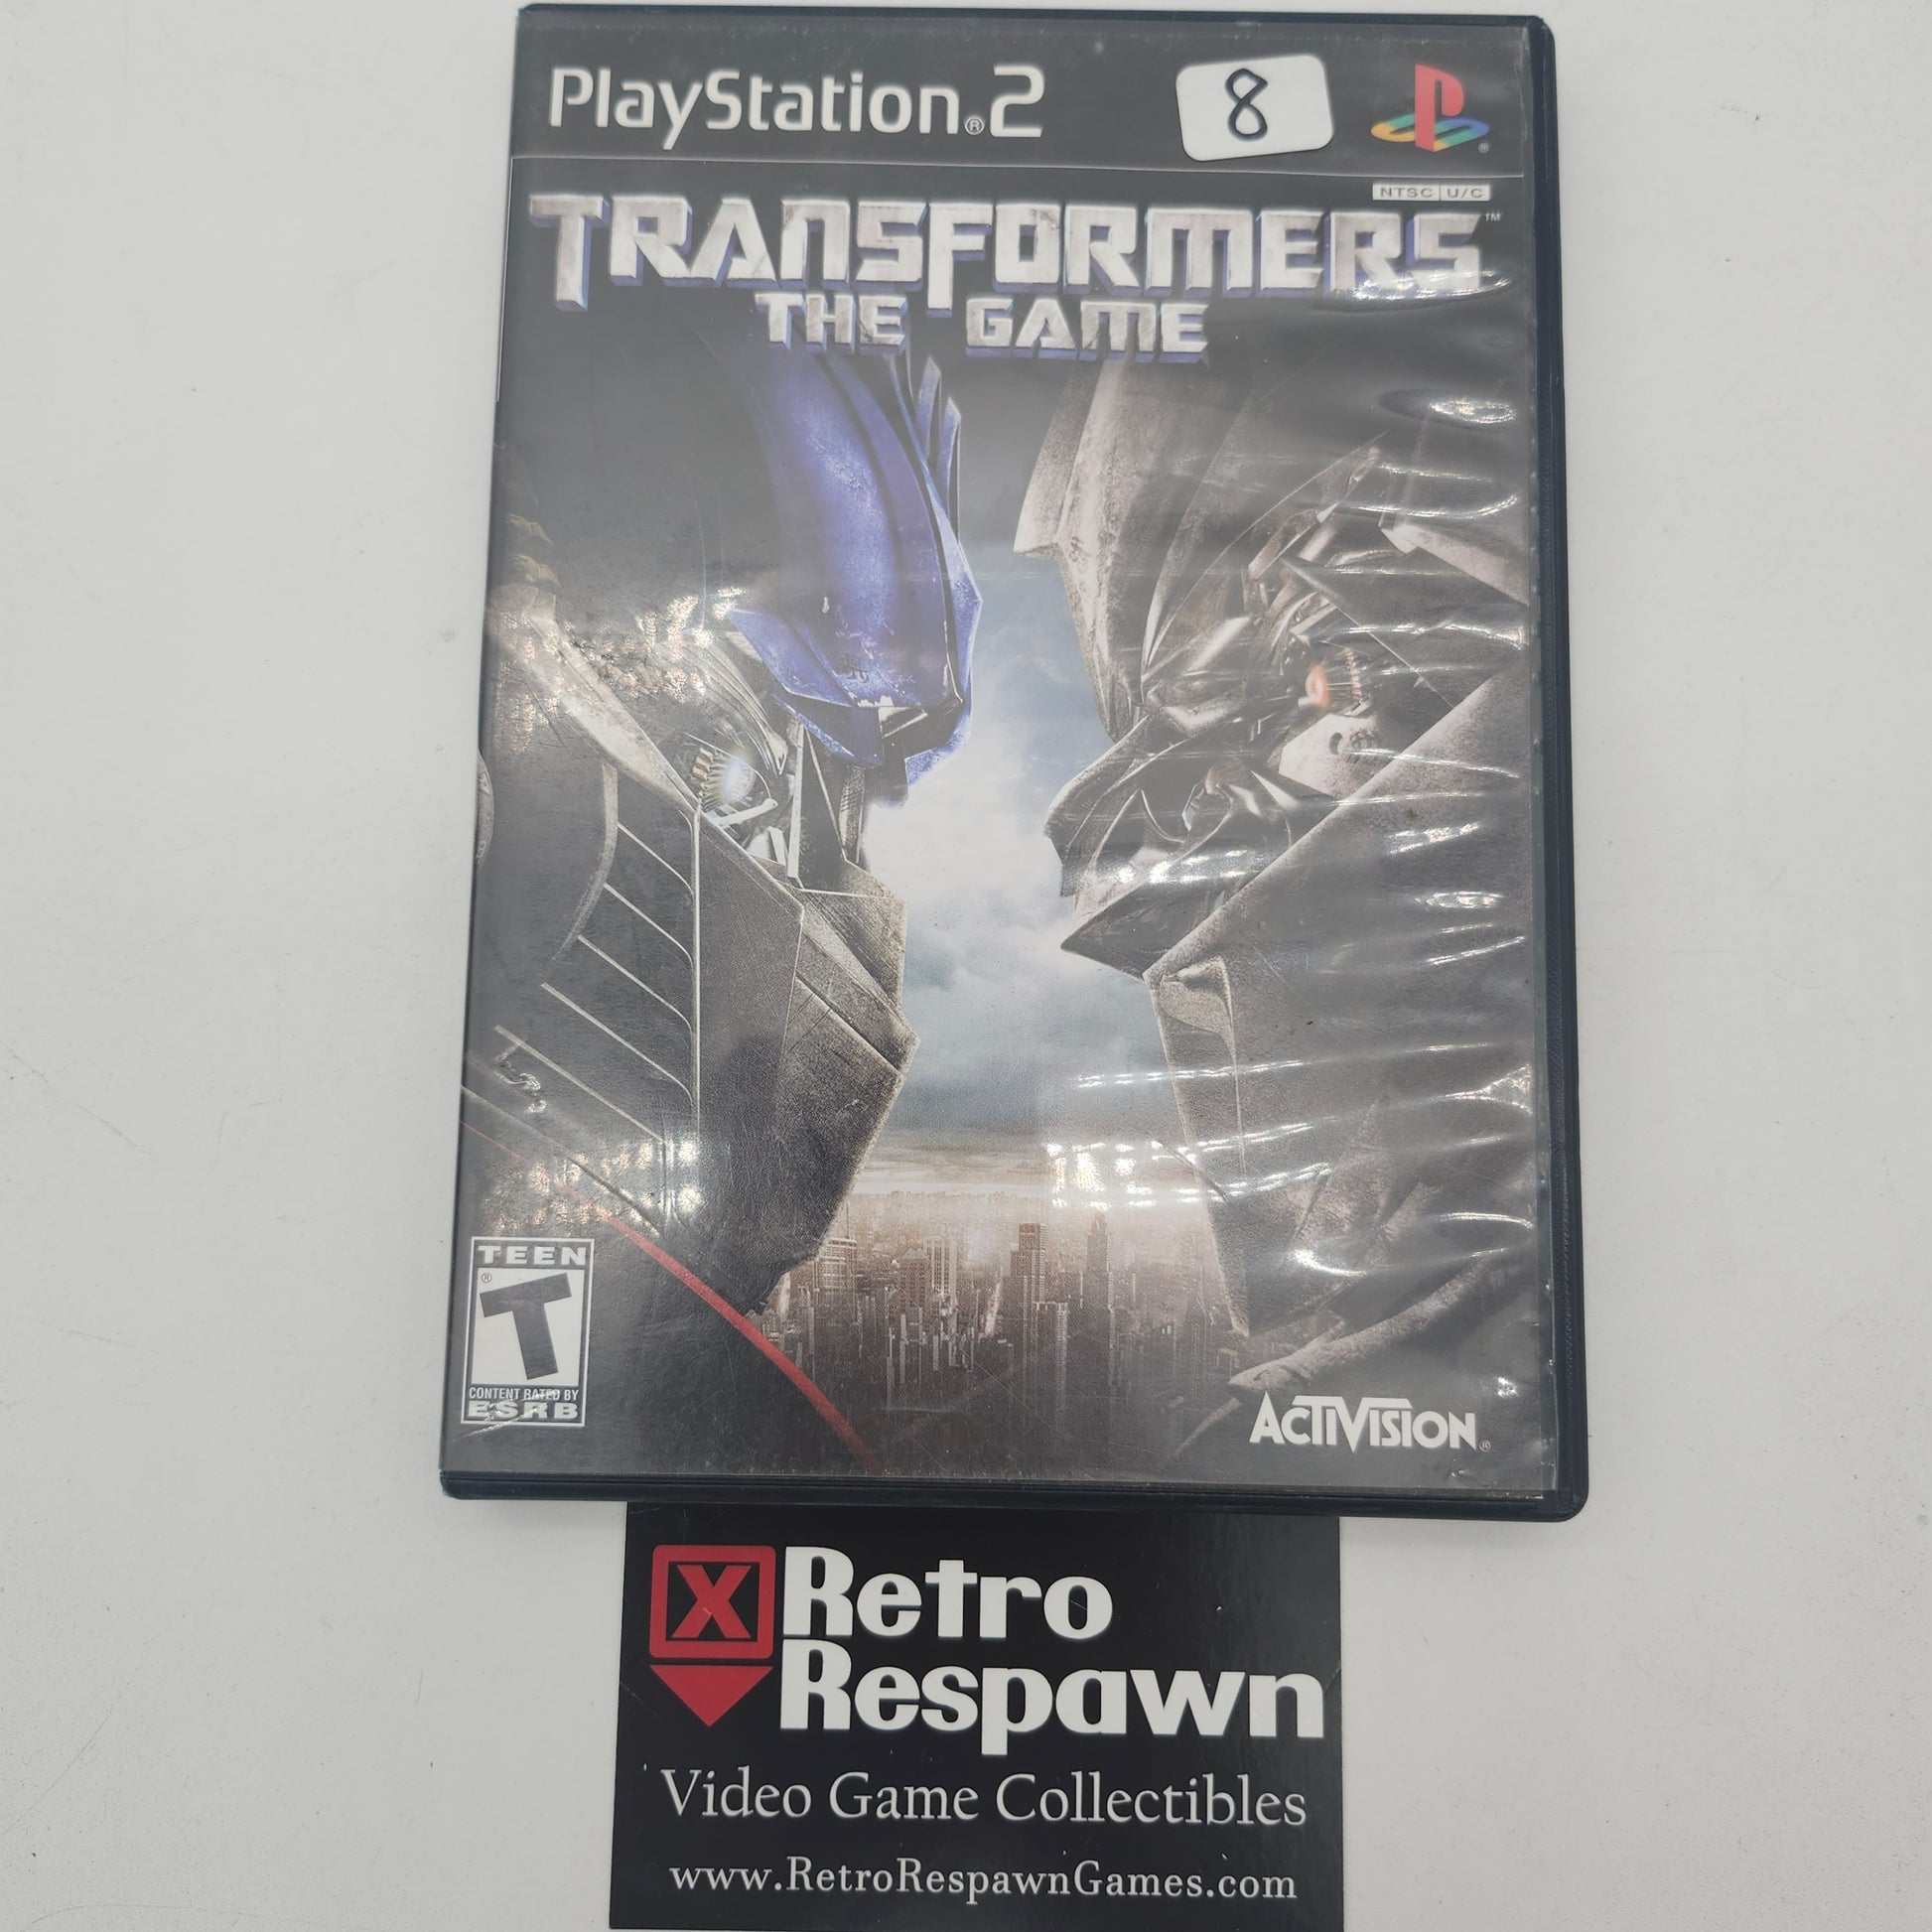 PlayStation®2
8
NTSC U/C
TRANSFORMERS™
THE GAME
TEEN
T
®
CONTENT RATED BY
ESRB
ACTIVISION®
X Retro
Respawn
Video Game Collectibles
www.RetroRespawnGames.com